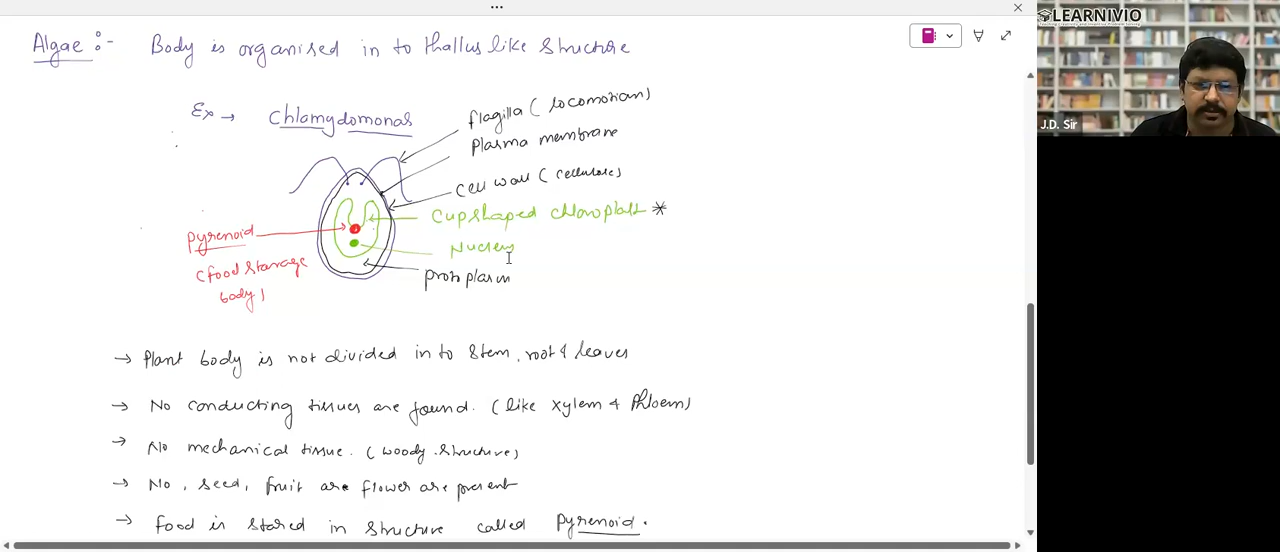 LEARNIVIO
Algae :- Body is organised in to thallus like structure
J.D. Sir
Ex → chlamydomonas
flagilla (locomotion)
plasma membrane
cell wall (cellulose)
Cup shaped chloroplast *
pyrenoid
(food storage
body)
Nucleus
protoplasm
→ Plant body is not divided in to stem, root & leaves
→ No conducting tissues are found. (like xylem & Phloem)
→ No mechanical tissue. (woody structure)
→ No, seed, fruit are flower are present
→ food is stored in structure called Pyrenoid.